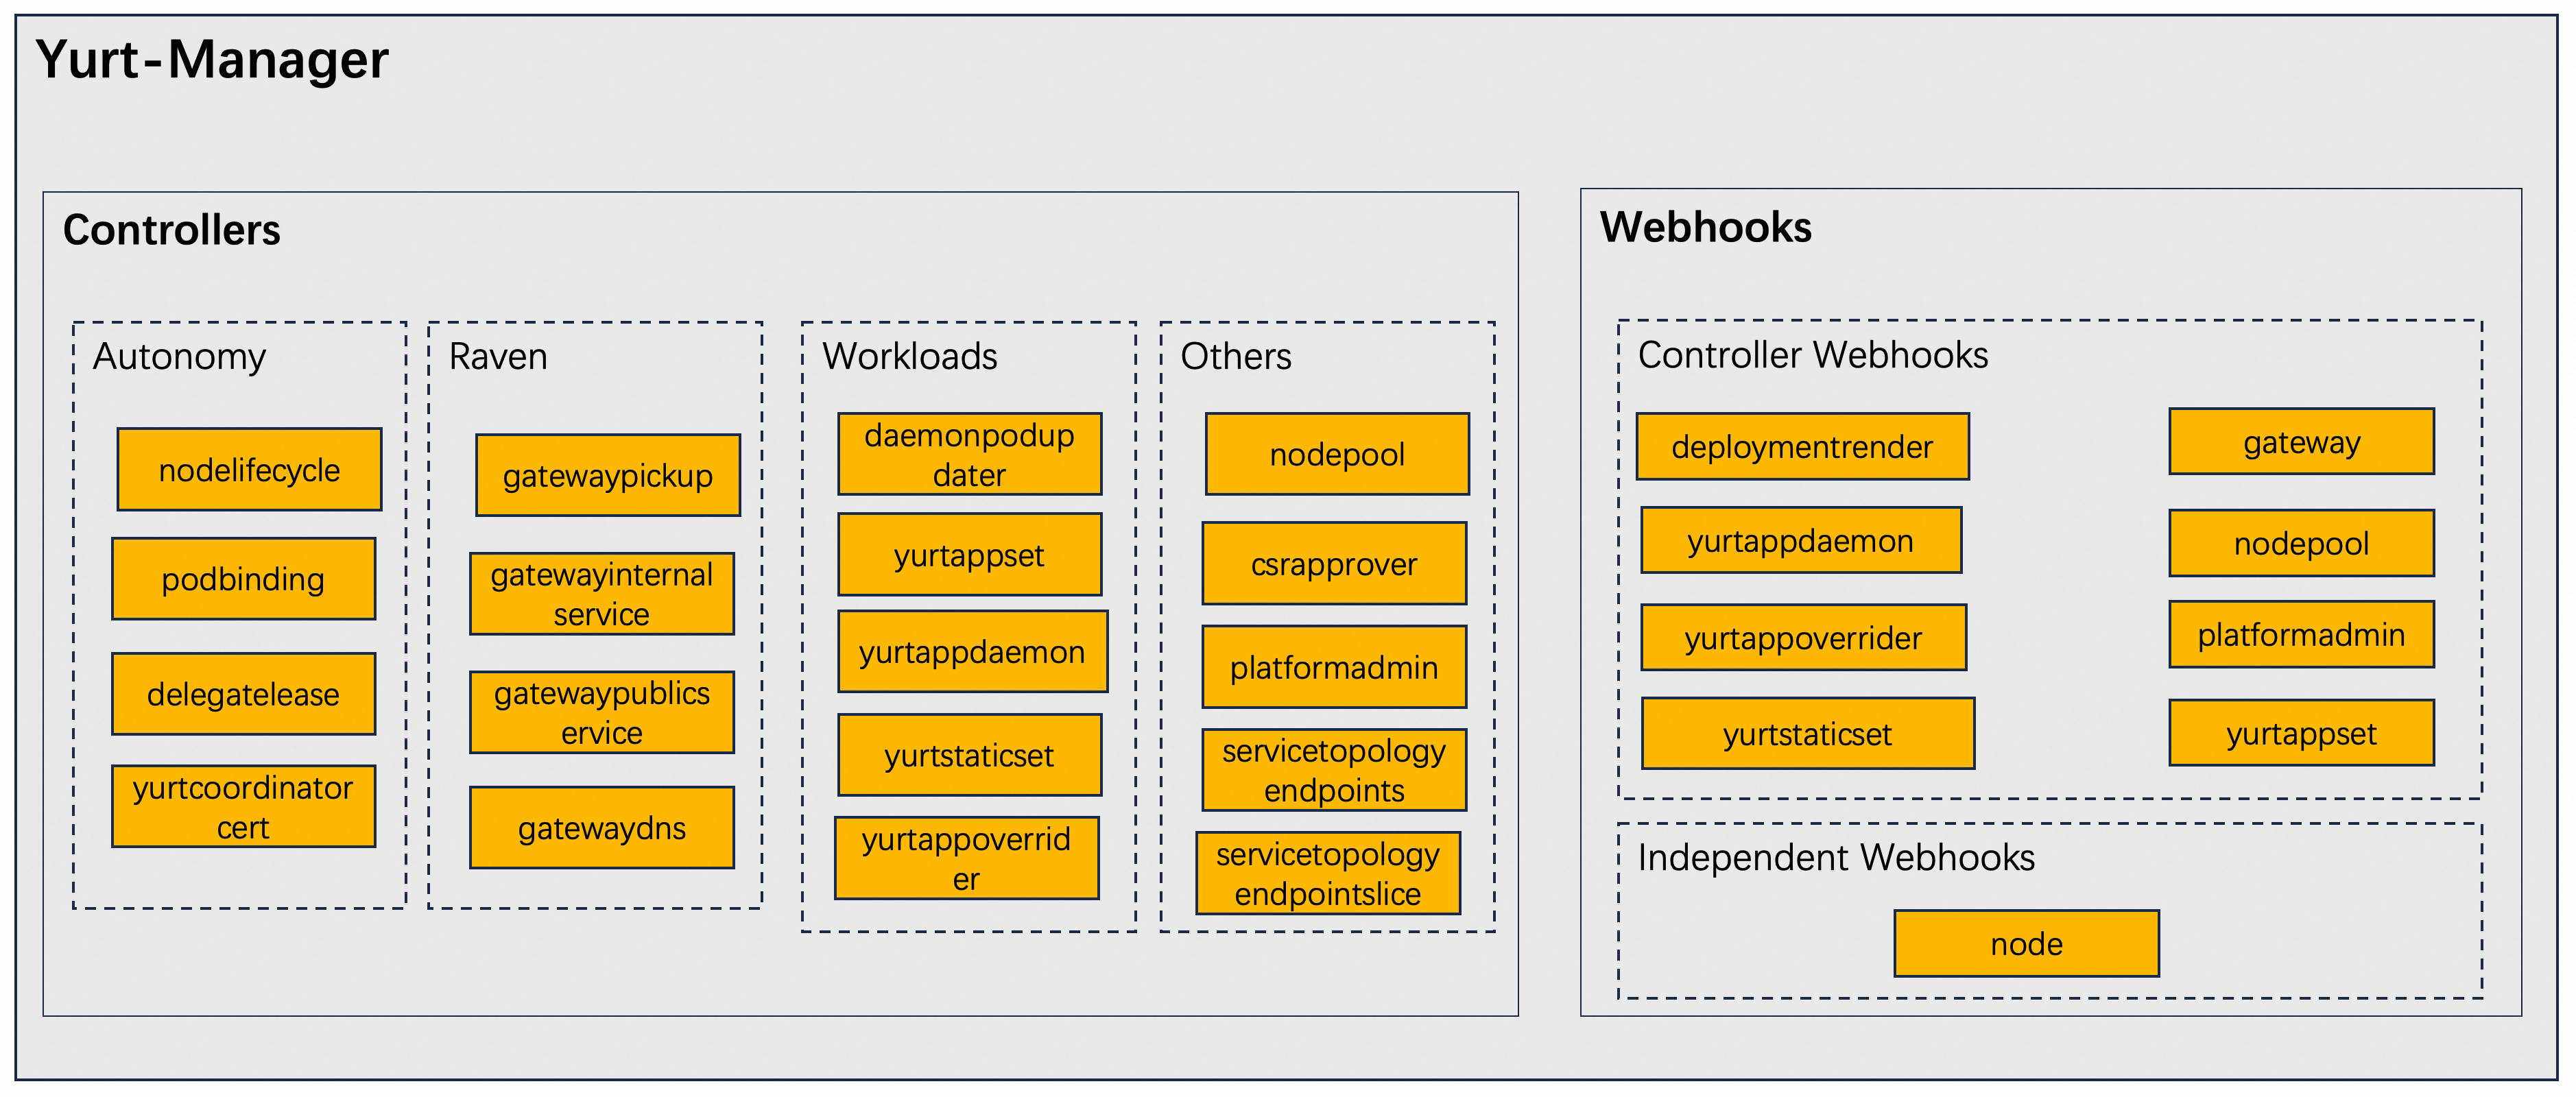 Yurt-Manager
Controllers
Autonomy
nodelifecycle
podbinding
delegatelease
yurtcoordinator
cert
Raven
gatewaypickup
gatewayinternal
service
gatewaypublics
ervice
gatewaydns
Workloads
daemonpodup
dater
yurtappset
yurtappdaemon
yurtstaticset
yurtappoverrid
er
Others
nodepool
csrapprover
platformadmin
servicetopology
endpoints
servicetopology
endpointslice
Webhooks
Controller Webhooks
deploymentrender
yurtappdaemon
yurtappoverrider
yurtstaticset
gateway
nodepool
platformadmin
yurtappset
Independent Webhooks
node